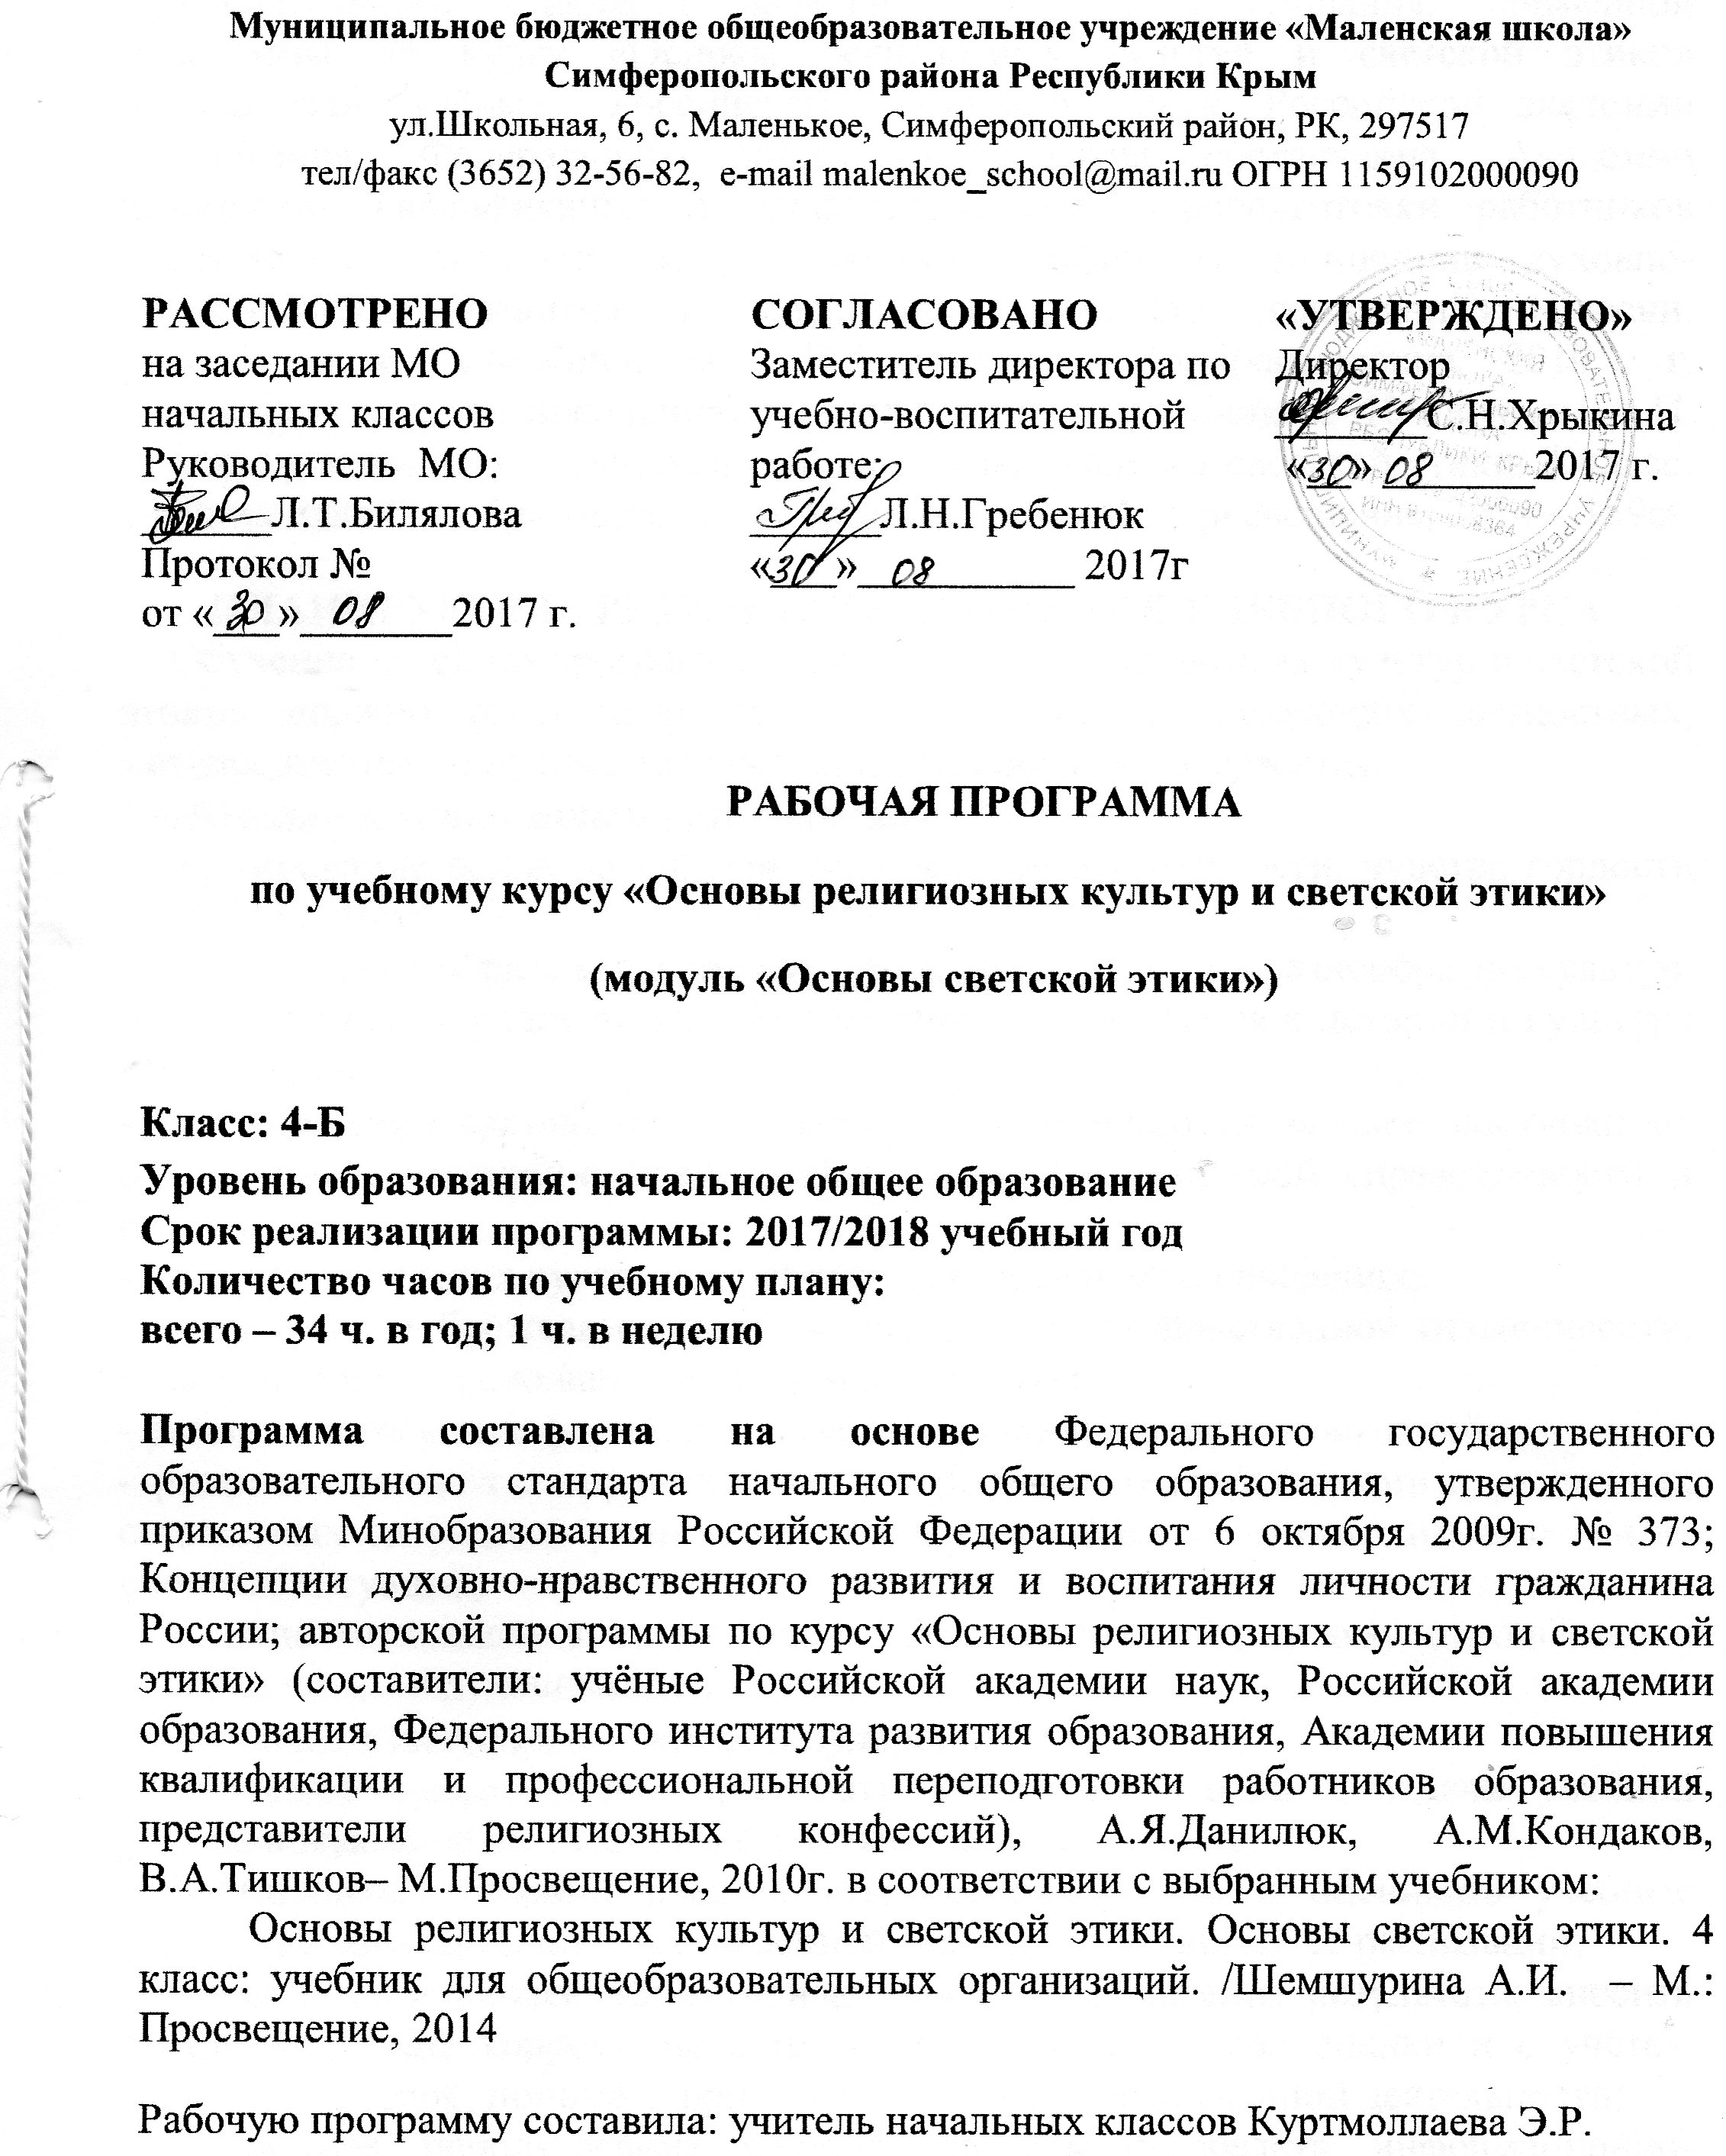 Муниципальное бюджетное общеобразовательное учреждение «Маленская школа»
Симферопольского района Республики Крым
ул.Школьная, 6, с. Маленькое, Симферопольский район, РК, 297517
тел/факс (3652) 32-56-82, e-mail malenkoe_school@mail.ru ОГРН 1159102000090
РАССМОТРЕНО
на заседании МО
начальных классов
Руководитель МО:
______Л.Т.Билялова
Протокол №
от «30» 08 2017 г.
СОГЛАСОВАНО
Заместитель директора по
учебно-воспитательной
работе:
______Л.Н.Гребенюк
«30» 08 2017г
«УТВЕРЖДЕНО»
Директор
_______С.Н.Хрыкина
«30» 08 2017 г.
РАБОЧАЯ ПРОГРАММА
по учебному курсу «Основы религиозных культур и светской этики»
(модуль «Основы светской этики»)
Класс: 4-Б
Уровень образования: начальное общее образование
Срок реализации программы: 2017/2018 учебный год
Количество часов по учебному плану:
всего – 34 ч. в год; 1 ч. в неделю
Программа составлена на основе Федерального государственного
образовательного стандарта начального общего образования, утвержденного
приказом Минобразования Российской Федерации от 6 октября 2009г. № 373;
Концепции духовно-нравственного развития и воспитания личности гражданина
России; авторской программы по курсу «Основы религиозных культур и светской
этики» (составители: учёные Российской академии наук, Российской академии
образования, Федерального института развития образования, Академии повышения
квалификации и профессиональной переподготовки работников образования,
представители религиозных конфессий), А.Я.Данилюк, А.М.Кондаков,
В.А.Тишков– М.Просвещение, 2010г. в соответствии с выбранным учебником:
Основы религиозных культур и светской этики. Основы светской этики. 4
класс: учебник для общеобразовательных организаций. /Шемшурина А.И. – М.:
Просвещение, 2014
Рабочую программу составила: учитель начальных классов Куртмоллаева Э.Р.